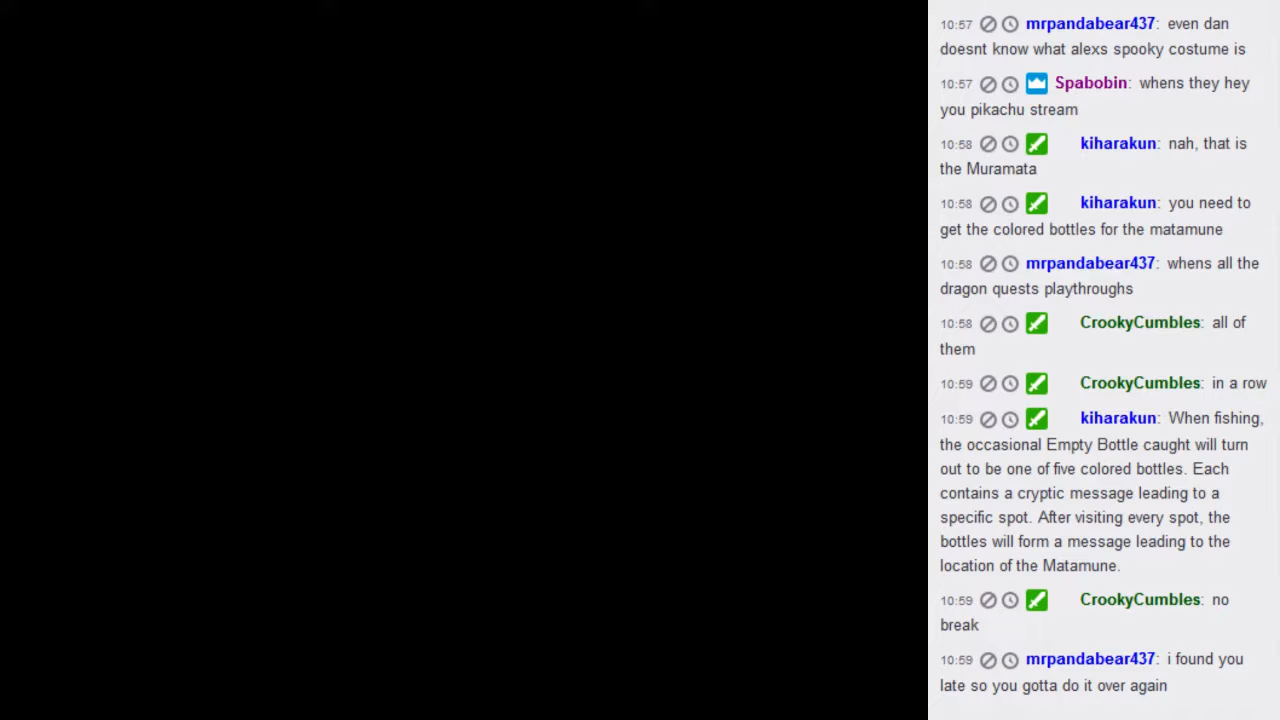 10:57 mrpandabear437: even dan
doesnt know what alexs spooky costume is
10:57 Spabobin: whens they hey
you pikachu stream
10:58 kiharakun: nah, that is
the Muramata
10:58 kiharakun: you need to
get the colored bottles for the matamune
10:58 mrpandabear437: whens all the
dragon quests playthroughs
10:58 CrookyCumbles: all of
them
10:59 CrookyCumbles: in a row
10:59 kiharakun: When fishing,
the occasional Empty Bottle caught will turn
out to be one of five colored bottles. Each
contains a cryptic message leading to a
specific spot. After visiting every spot, the
bottles will form a message leading to the
location of the Matamune.
10:59 CrookyCumbles: no
break
10:59 mrpandabear437: i found you
late so you gotta do it over again